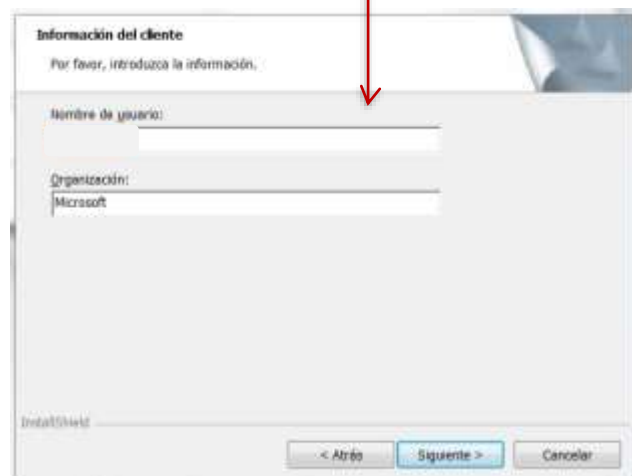 Información del cliente
Por favor, introduzca la información.
Nombre de usuario:
Organización:
Microsoft
InstallShield
< Atrás
Siguiente >
Cancelar